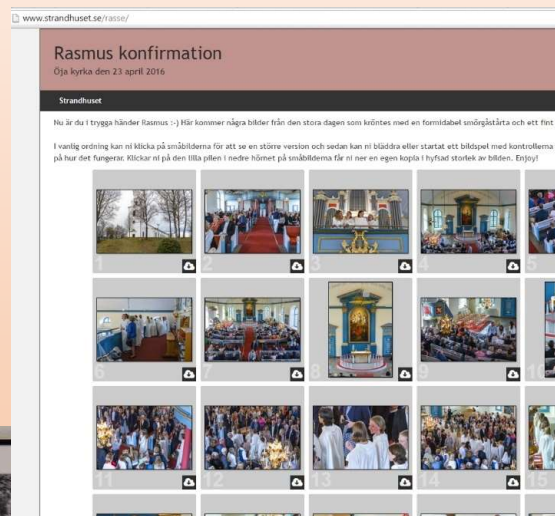 www.strandhuset.se/rasse/
Rasmus konfirmation
Öja kyrka den 23 april 2016
Strandhuset
Nu är du i trygga händer Rasmus :-) Här kommer några bilder från den stora dagen som kröntes med en formidabel smörgåstårta och ett fint
I vanlig ordning kan ni klicka på småbilderna för att se en större version och sedan kan ni bläddra eller startat ett bildspel med kontrollerna
på hur det fungerar. Klickar ni på den lilla pilen i nedre hörnet på småbilderna får ni ner en egen kopia i hyfsad storlek av bilden. Enjoy!
1 2 3 4 5
6 7 8 9 10
11 12 13 14 15